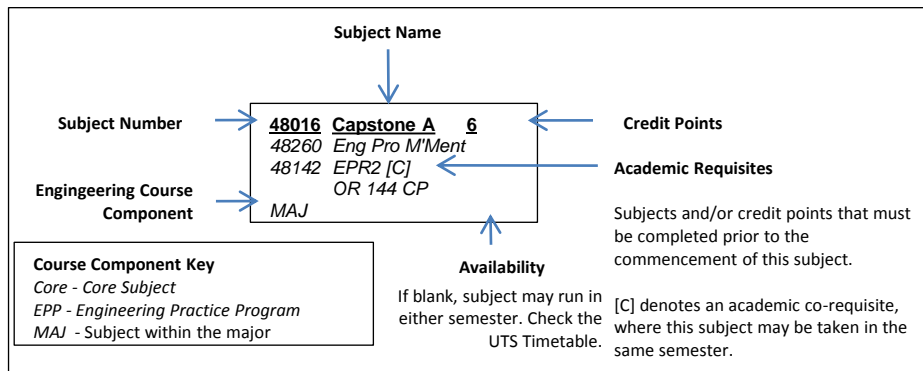 Subject Name
Subject Number
48016 Capstone A 6
48260 Eng Pro M'Ment
48142 EPR2 [C]
OR 144 CP
MAJ
Credit Points
Academic Requisites
Engingeering Course
Component
Subjects and/or credit points that must
be completed prior to the
commencement of this subject.
[C] denotes an academic co-requisite,
where this subject may be taken in the
same semester.
Availability
If blank, subject may run in
either semester. Check the
UTS Timetable.
Course Component Key
Core - Core Subject
EPP - Engineering Practice Program
MAJ - Subject within the major